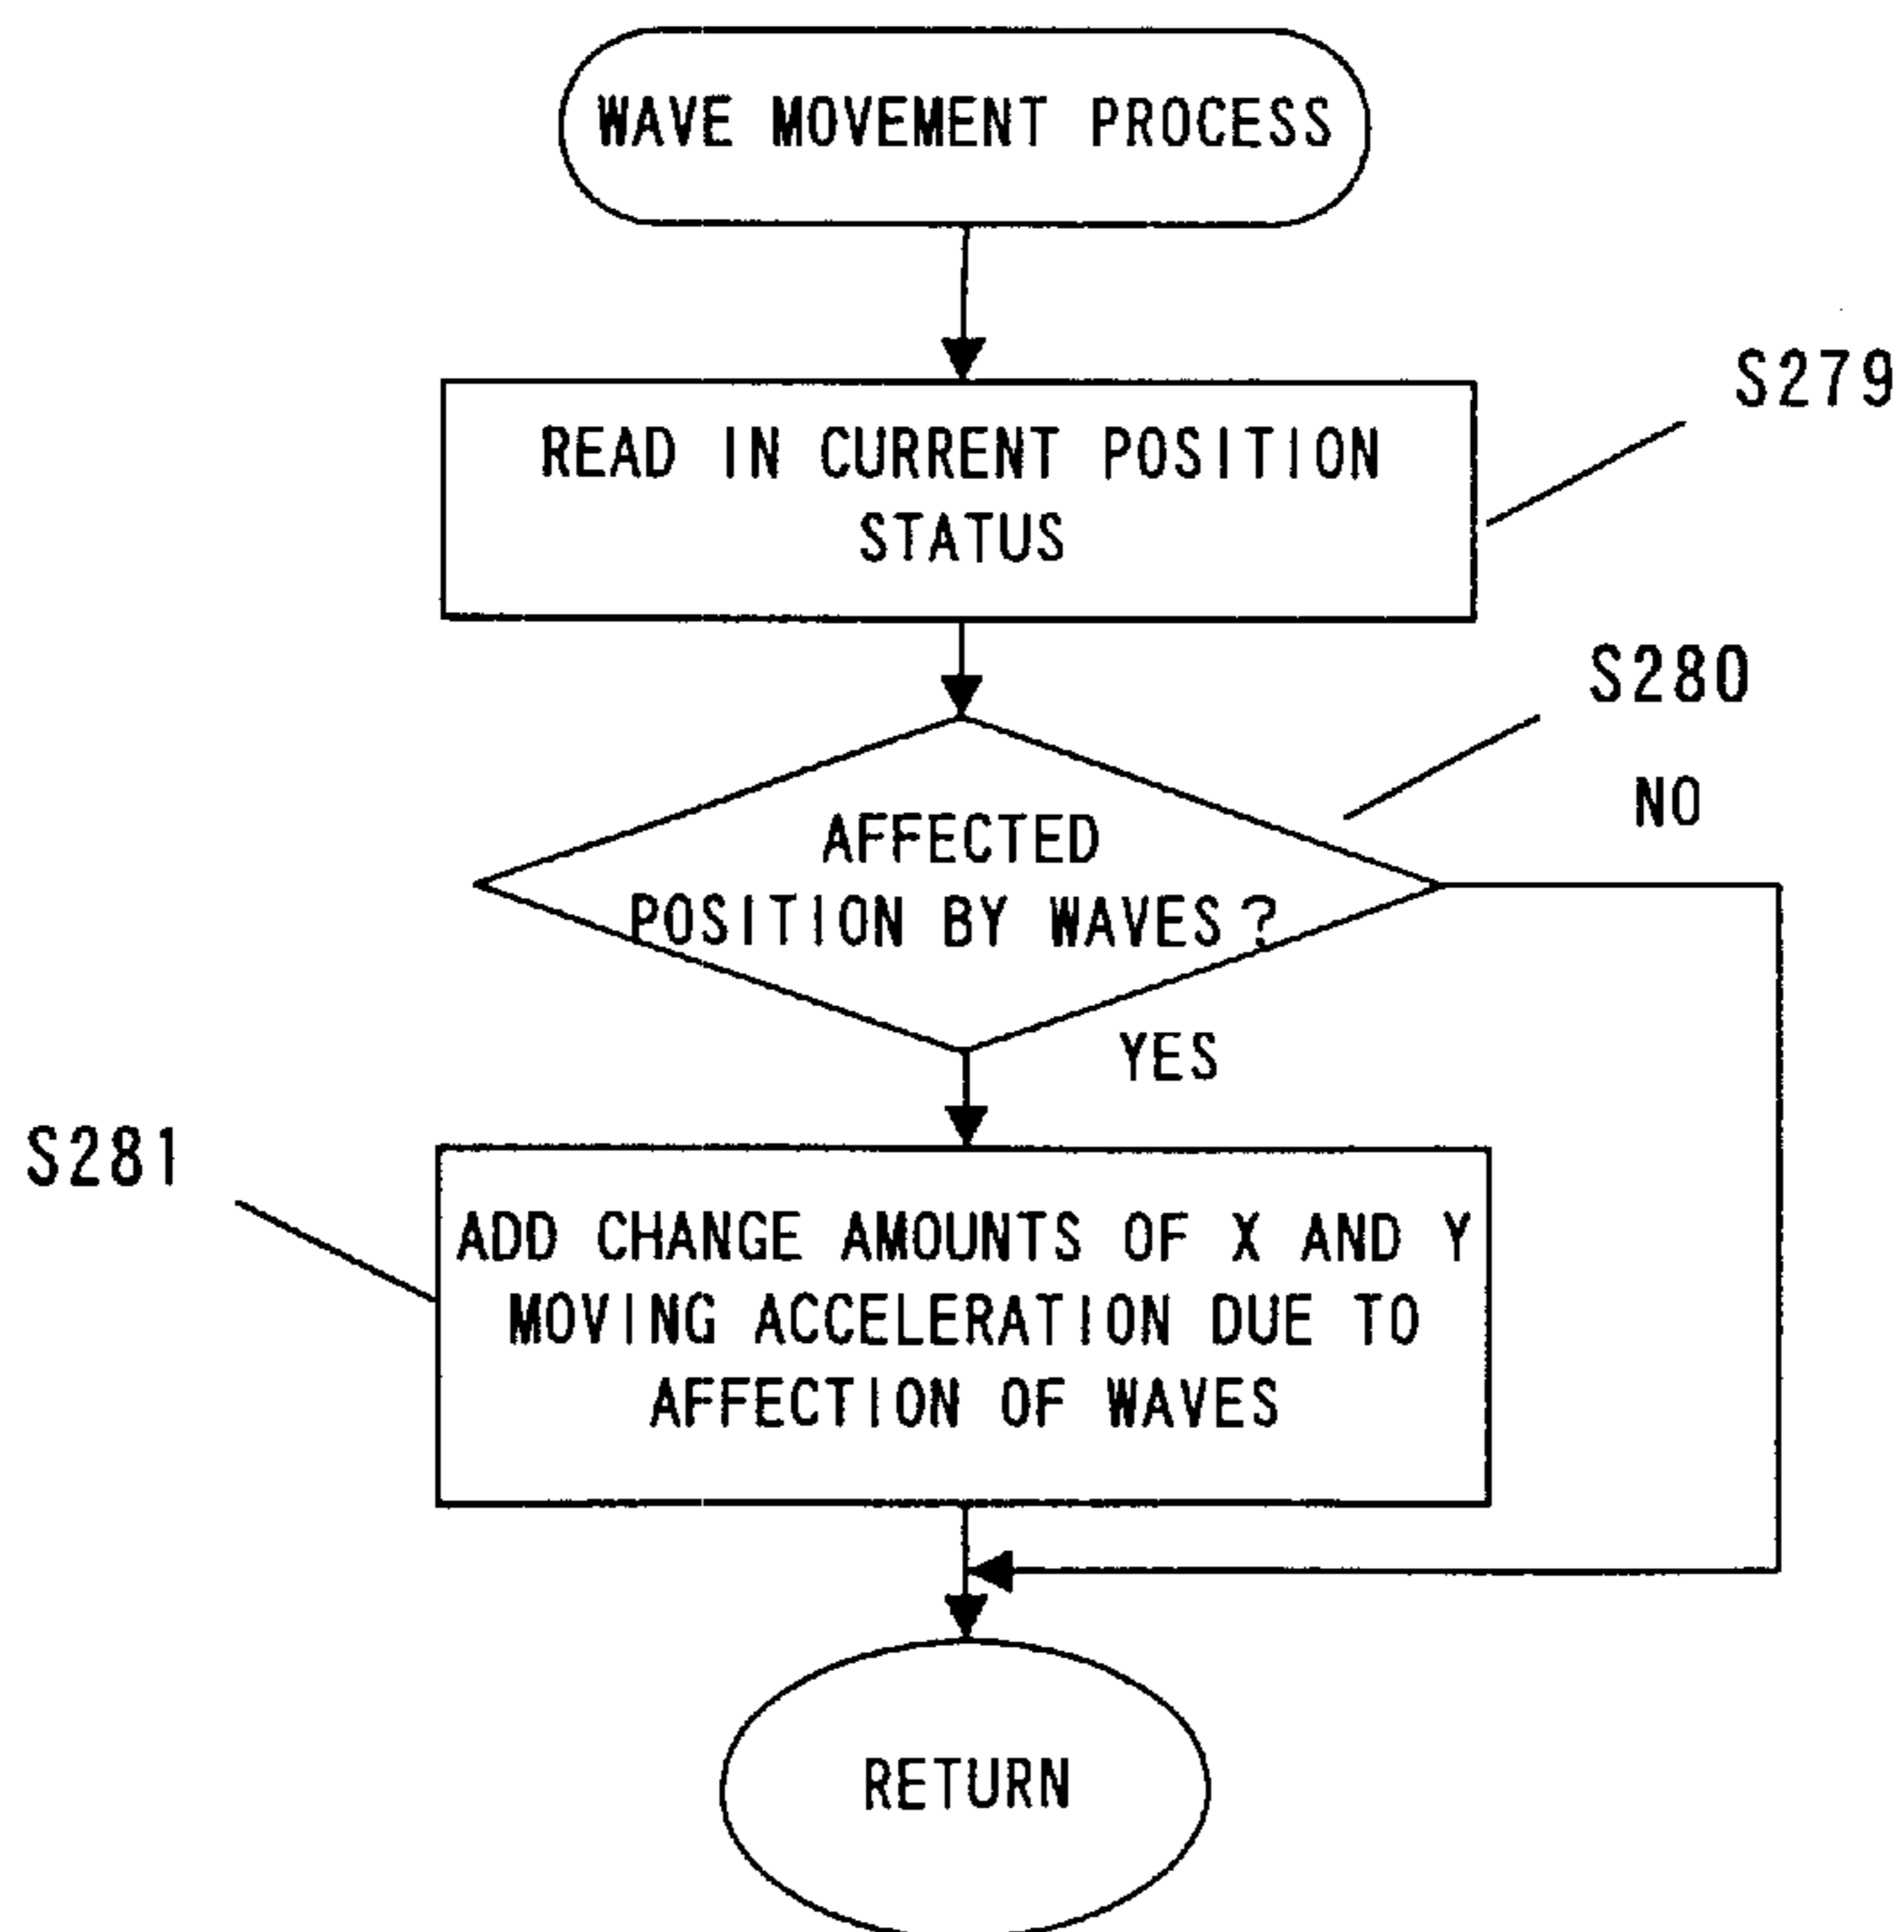 WAVE MOVEMENT PROCESS
S279
READ IN CURRENT POSITION
STATUS
S280
NO
AFFECTED
POSITION BY WAVES?
YES
S281
ADD CHANGE AMOUNTS OF X AND Y
MOVING ACCELERATION DUE TO
AFFECTION OF WAVES
RETURN